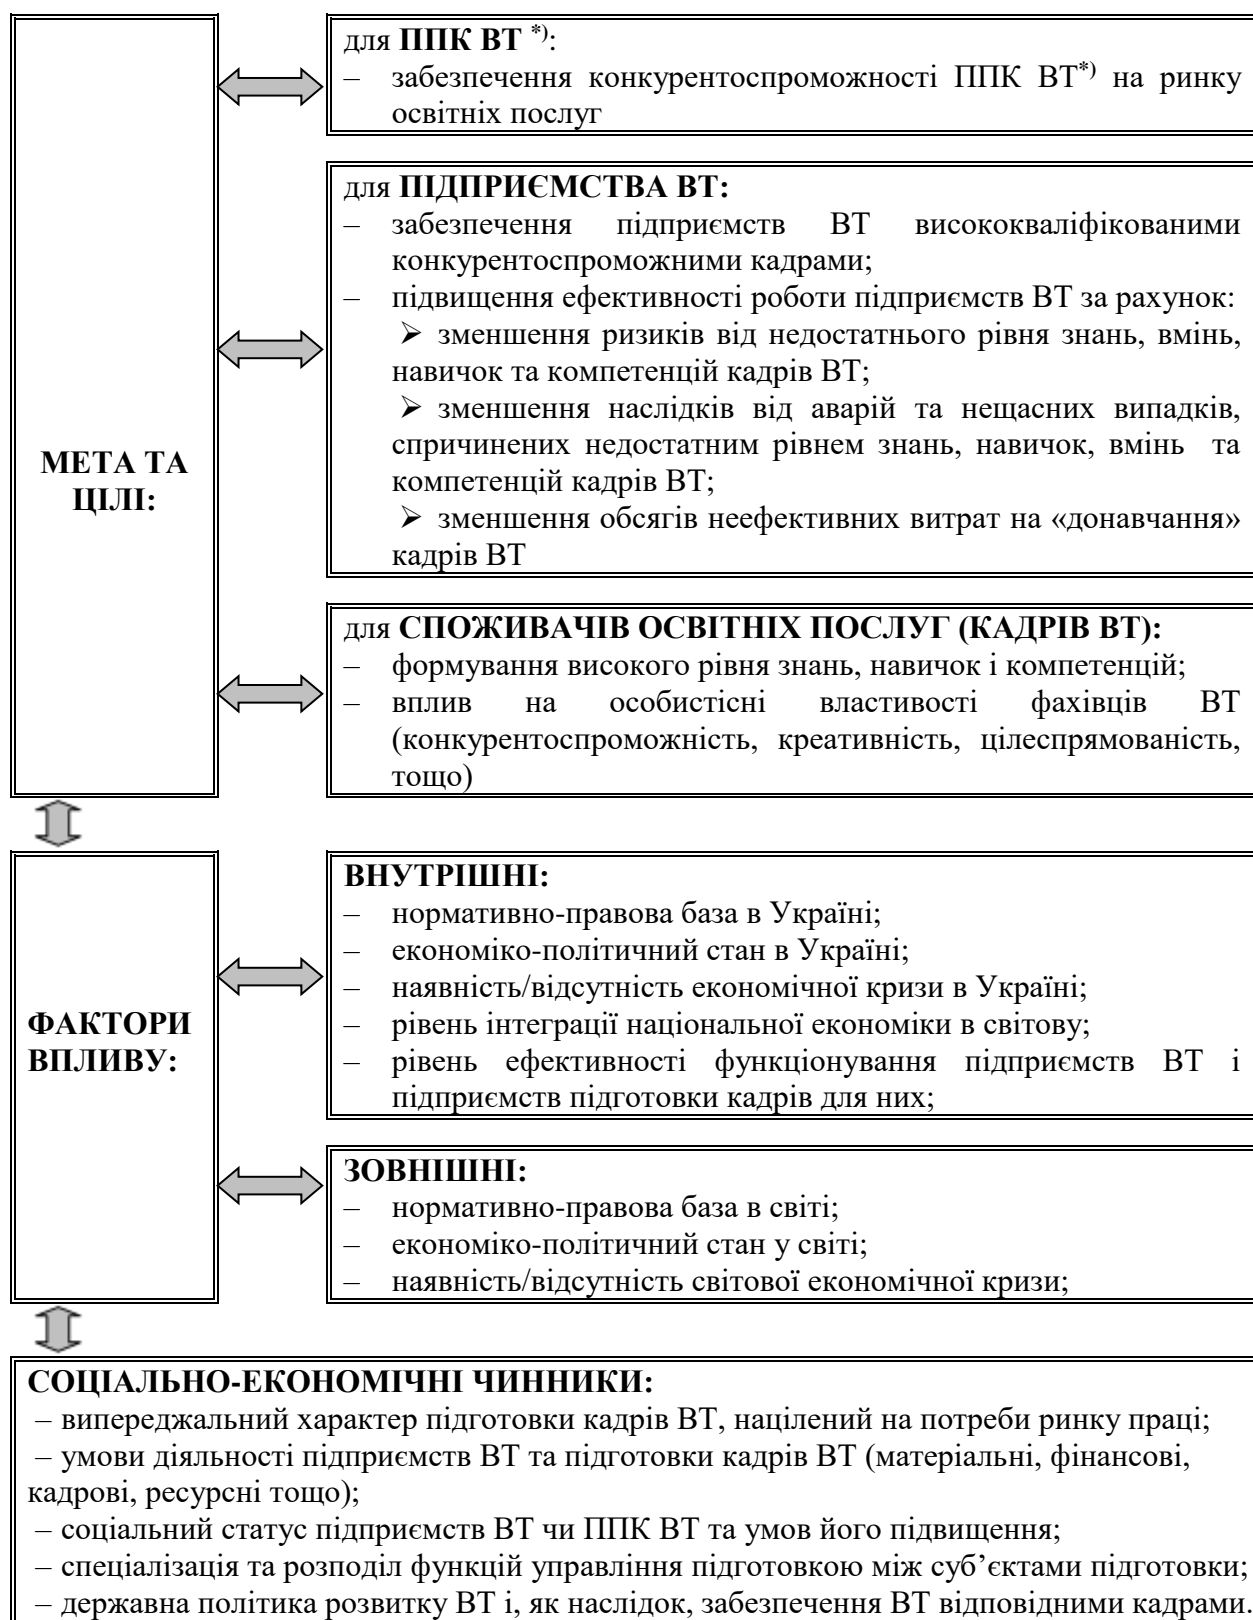 для ППК ВТ *):
– забезпечення конкурентоспроможності ППК ВТ*) на ринку
освітніх послуг
для ПІДПРИЄМСТВА ВТ:
– забезпечення підприємств ВТ висококваліфікованими
конкурентоспроможними кадрами;
– підвищення ефективності роботи підприємств ВТ за рахунок:
➢ зменшення ризиків від недостатнього рівня знань, вмінь,
навичок та компетенцій кадрів ВТ;
➢ зменшення наслідків від аварій та нещасних випадків,
спричинених недостатним рівнем знань, навичок, вмінь та
компетенцій кадрів ВТ;
➢ зменшення обсягів неефективних витрат на «донавчання»
кадрів ВТ
МЕТА ТА
ЦІЛІ:
для СПОЖИВАЧІВ ОСВІТНІХ ПОСЛУГ (КАДРІВ ВТ):
– формування високого рівня знань, навичок і компетенцій;
– вплив на особистісні властивості фахівців ВТ
(конкурентоспроможність, креативність, цілеспрямованість,
тощо)
ВНУТРІШНІ:
– нормативно-правова база в Україні;
– економіко-політичний стан в Україні;
– наявність/відсутність економічної кризи в Україні;
– рівень інтеграції національної економіки в світову;
– рівень ефективності функціонування підприємств ВТ і
підприємств підготовки кадрів для них;
ФАКТОРИ
ВПЛИВУ:
ЗОВНІШНІ:
– нормативно-правова база в світі;
– економіко-політичний стан у світі;
– наявність/відсутність світової економічної кризи;
СОЦІАЛЬНО-ЕКОНОМІЧНІ ЧИННИКИ:
– випереджальний характер підготовки кадрів ВТ, націлений на потреби ринку праці;
– умови діяльності підприємств ВТ та підготовки кадрів ВТ (матеріальні, фінансові,
кадрові, ресурсні тощо);
– соціальний статус підприємств ВТ чи ППК ВТ та умов його підвищення;
– спеціалізація та розподіл функцій управління підготовкою між суб’єктами підготовки;
– державна політика розвитку ВТ і, як наслідок, забезпечення ВТ відповідними кадрами.